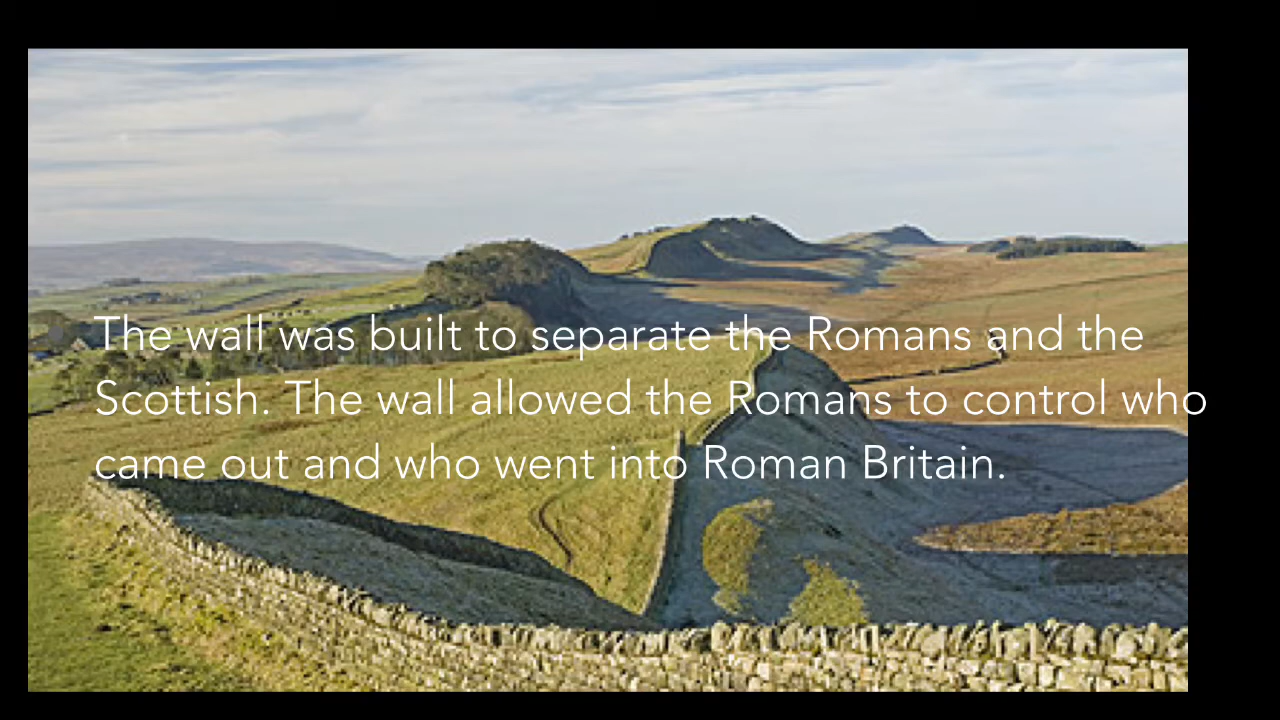 The wall was built to separate the Romans and the
Scottish. The wall allowed the Romans to control who
came out and who went into Roman Britain.